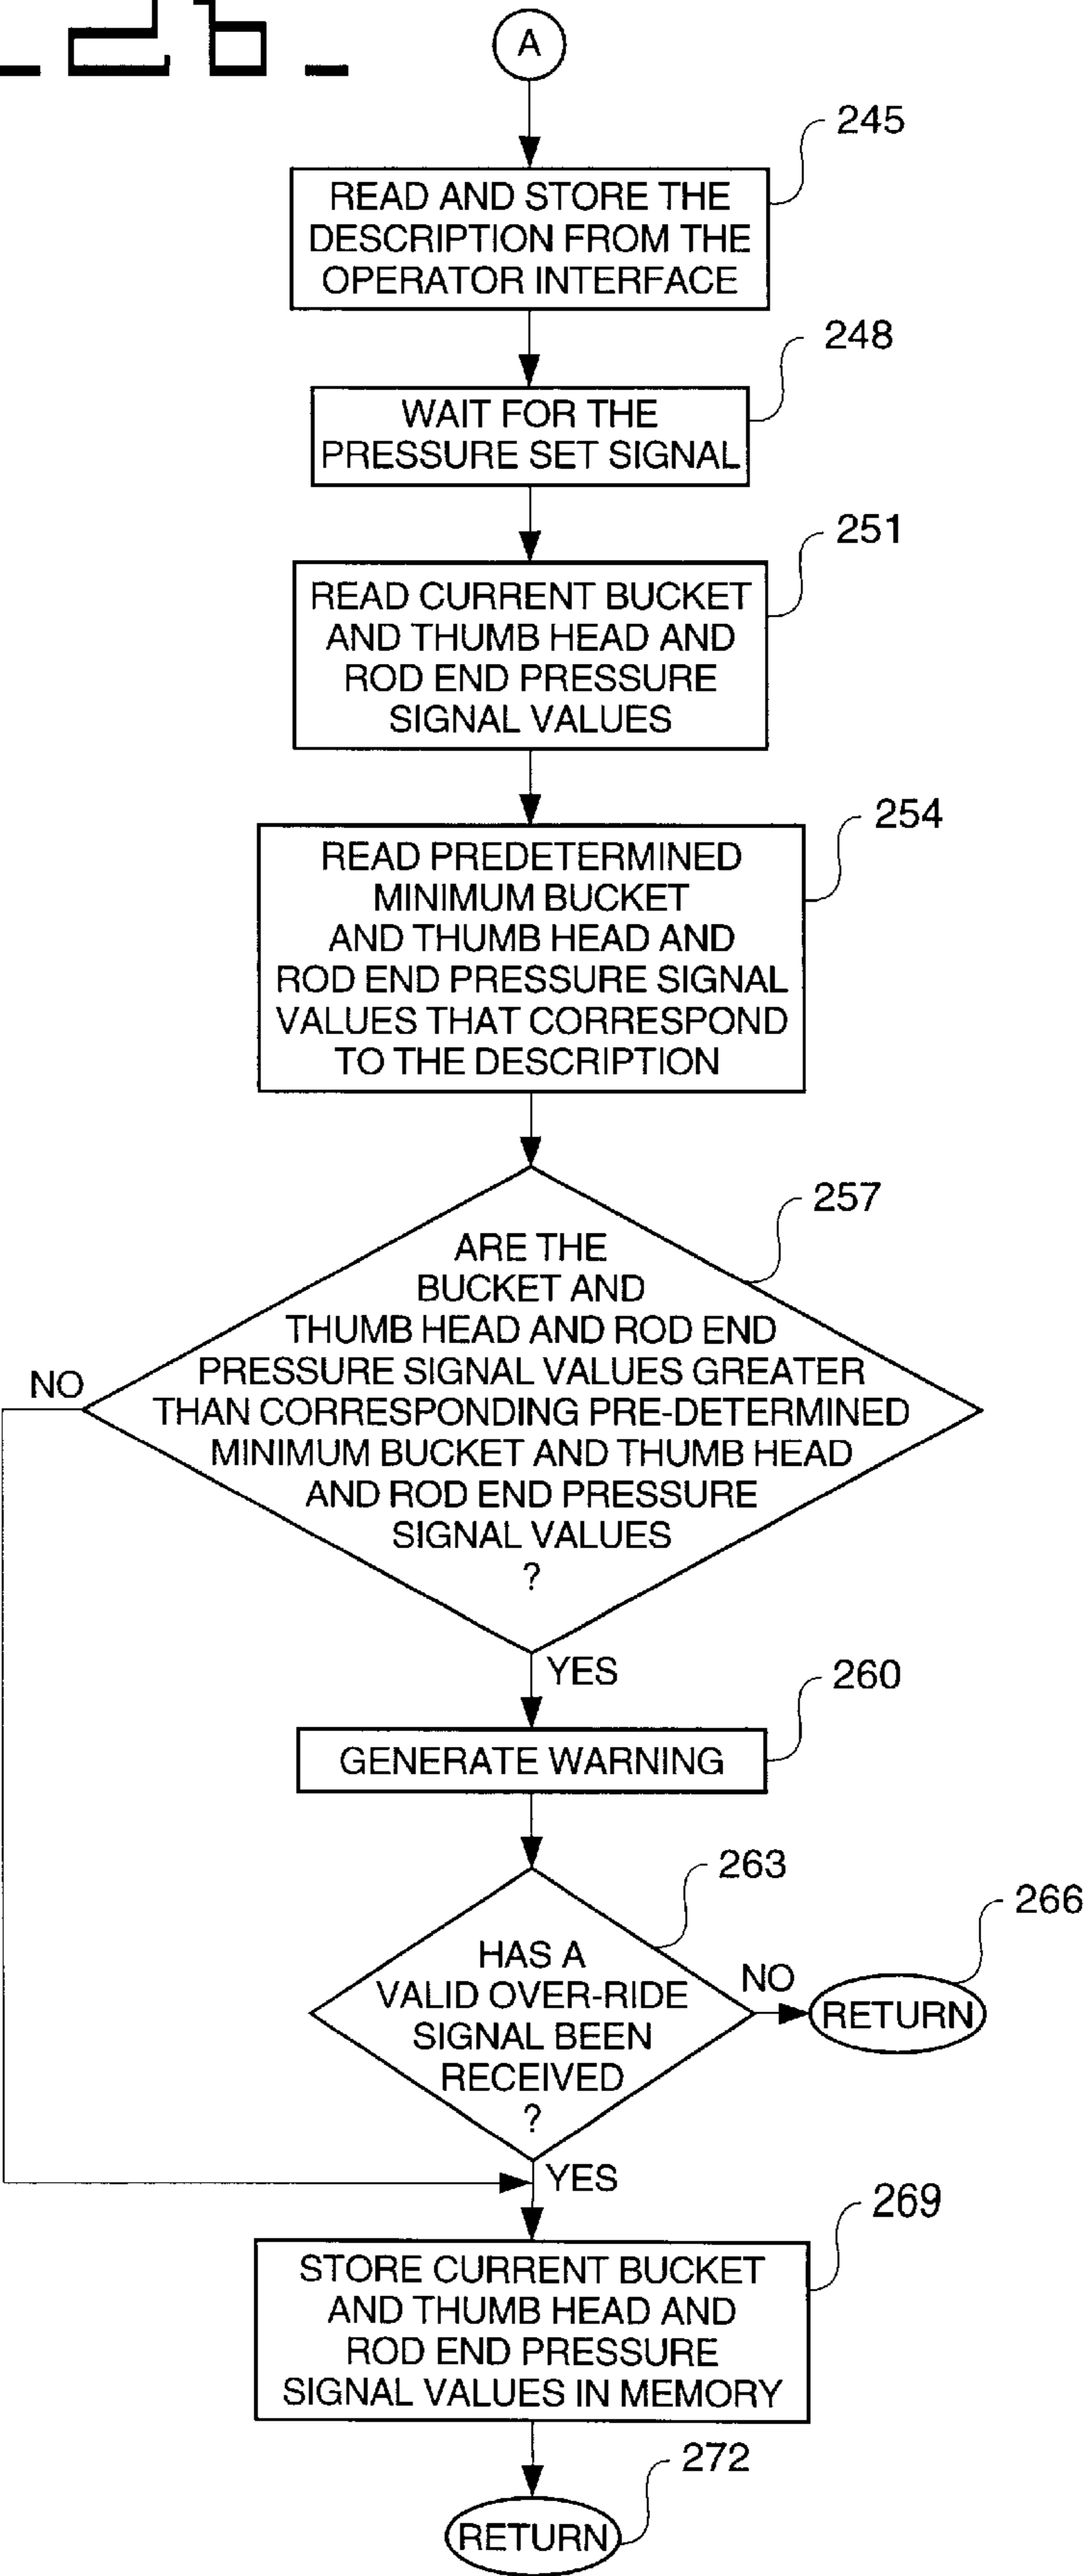 2b
A
245
READ AND STORE THE
DESCRIPTION FROM THE
OPERATOR INTERFACE
248
WAIT FOR THE
PRESSURE SET SIGNAL
251
READ CURRENT BUCKET
AND THUMB HEAD AND
ROD END PRESSURE
SIGNAL VALUES
254
READ PREDETERMINED
MINIMUM BUCKET
AND THUMB HEAD AND
ROD END PRESSURE SIGNAL
VALUES THAT CORRESPOND
TO THE DESCRIPTION
257
ARE THE
BUCKET AND
THUMB HEAD AND ROD END
PRESSURE SIGNAL VALUES GREATER
THAN CORRESPONDING PRE-DETERMINED
MINIMUM BUCKET AND THUMB HEAD
AND ROD END PRESSURE
SIGNAL VALUES
?
NO
YES
260
GENERATE WARNING
263
HAS A
VALID OVER-RIDE
SIGNAL BEEN
RECEIVED
?
NO
266
RETURN
YES
269
STORE CURRENT BUCKET
AND THUMB HEAD AND
ROD END PRESSURE
SIGNAL VALUES IN MEMORY
272
RETURN